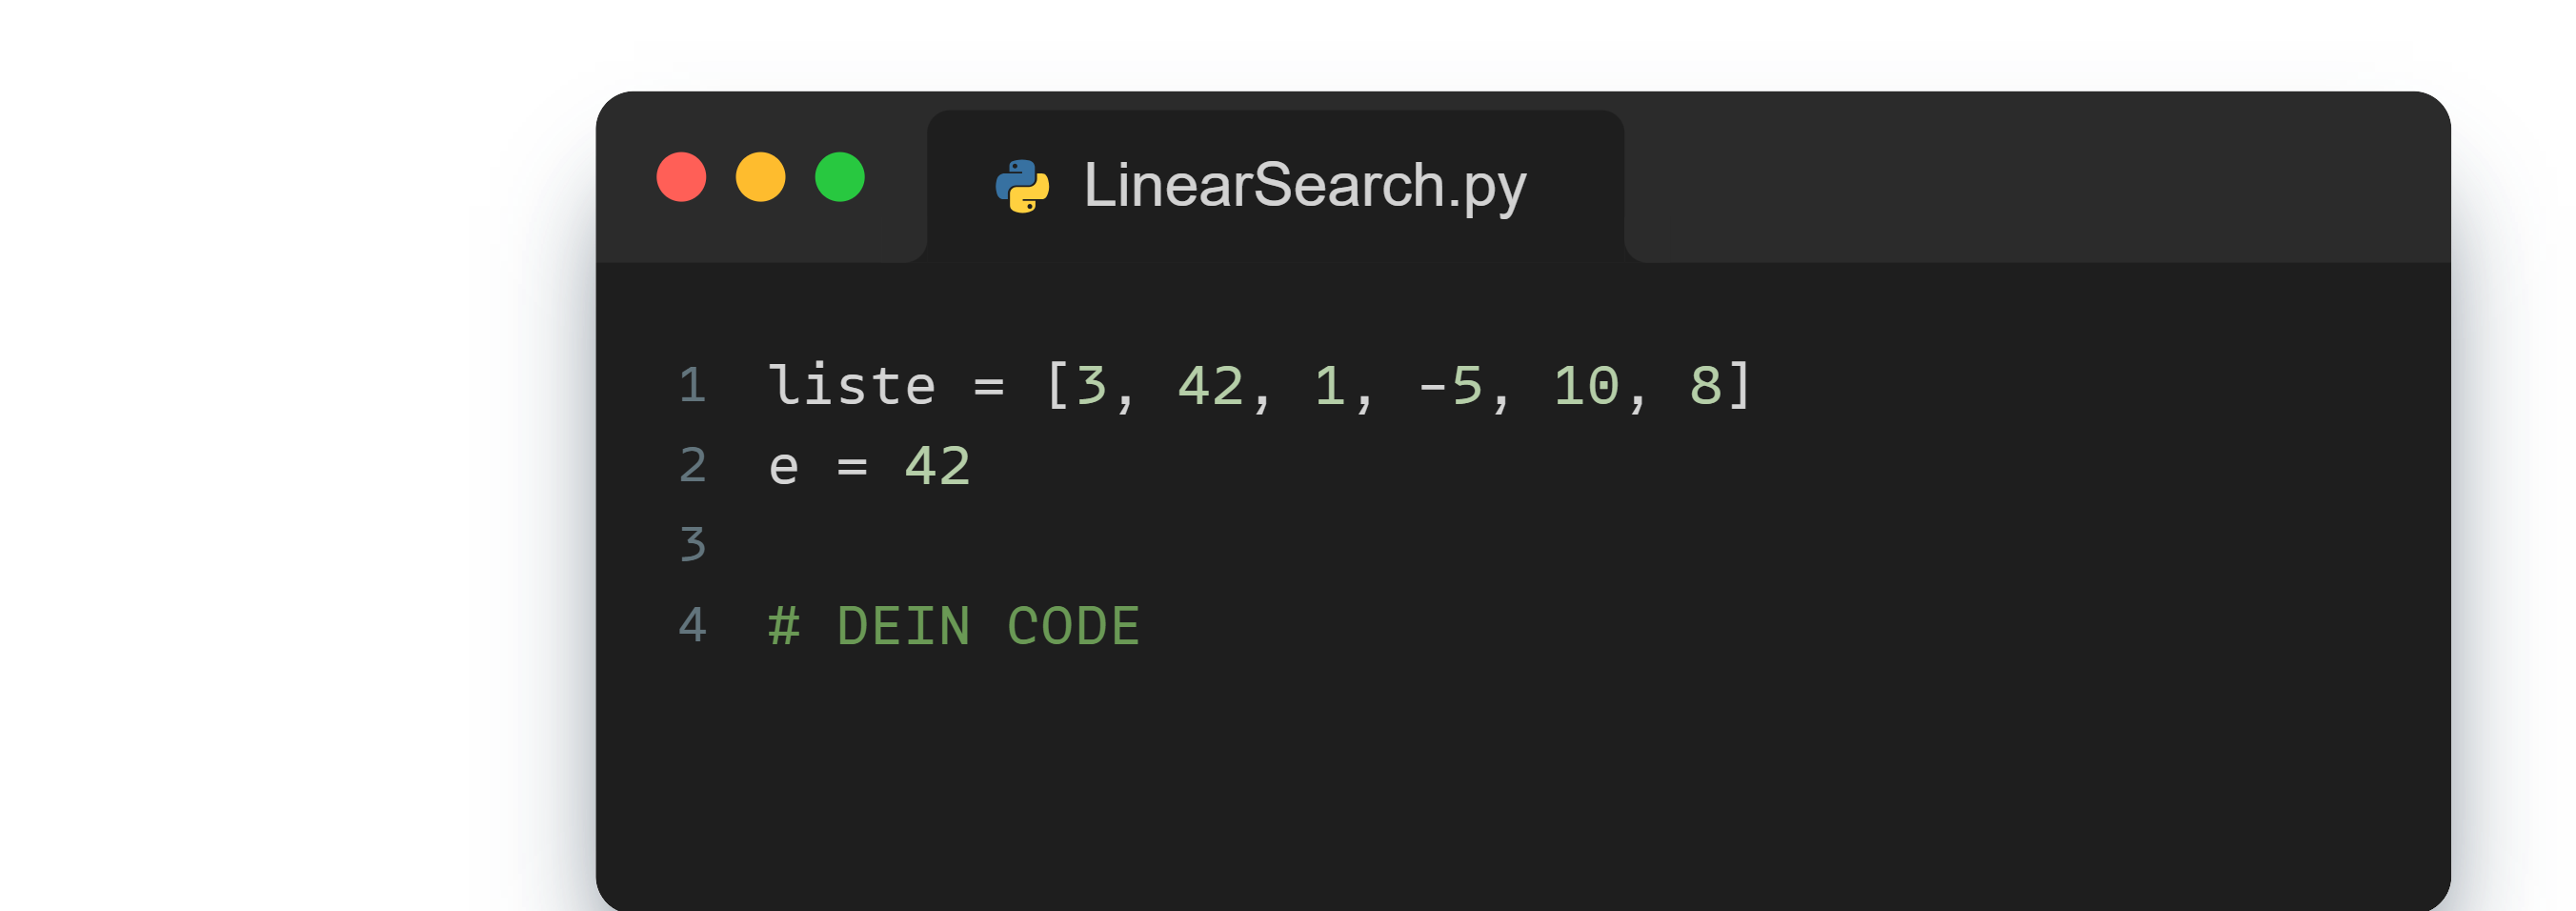 LinearSearch.py
1 liste = [3, 42, 1, -5, 10, 8]
2 e = 42
3
4 # DEIN CODE